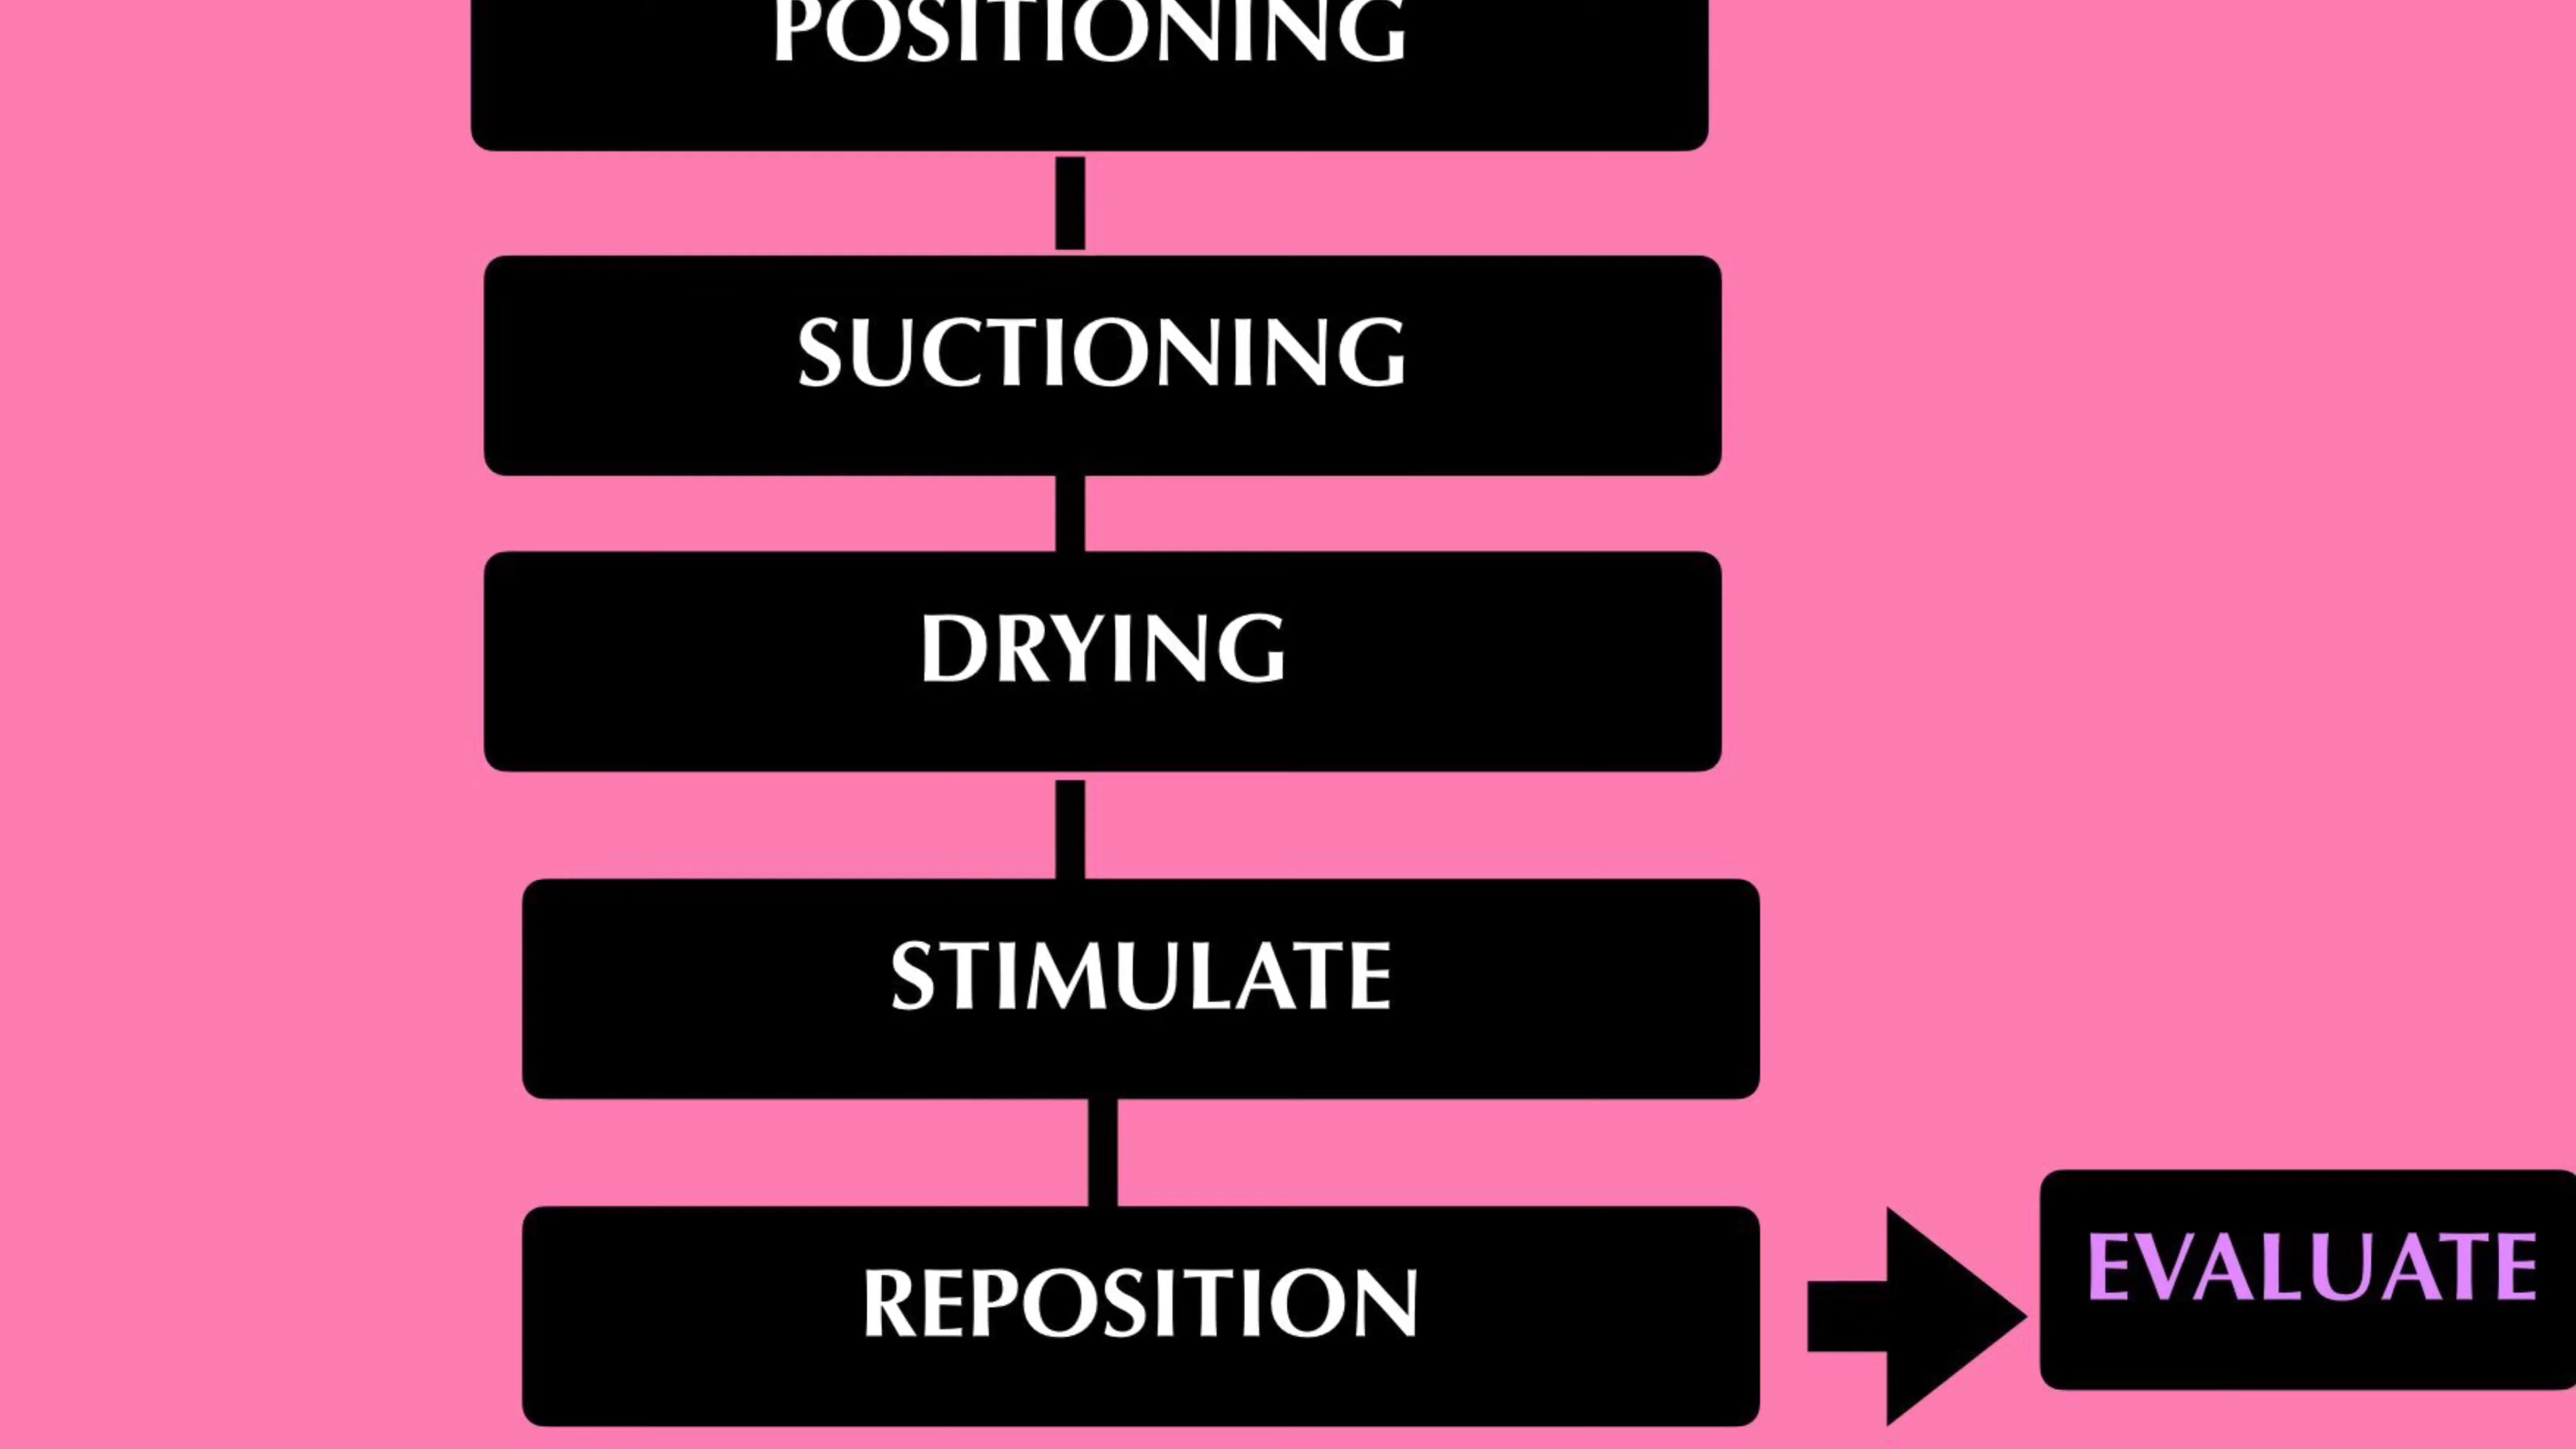 POSITIONING
SUCTIONING
DRYING
STIMULATE
REPOSITION
EVALUATE